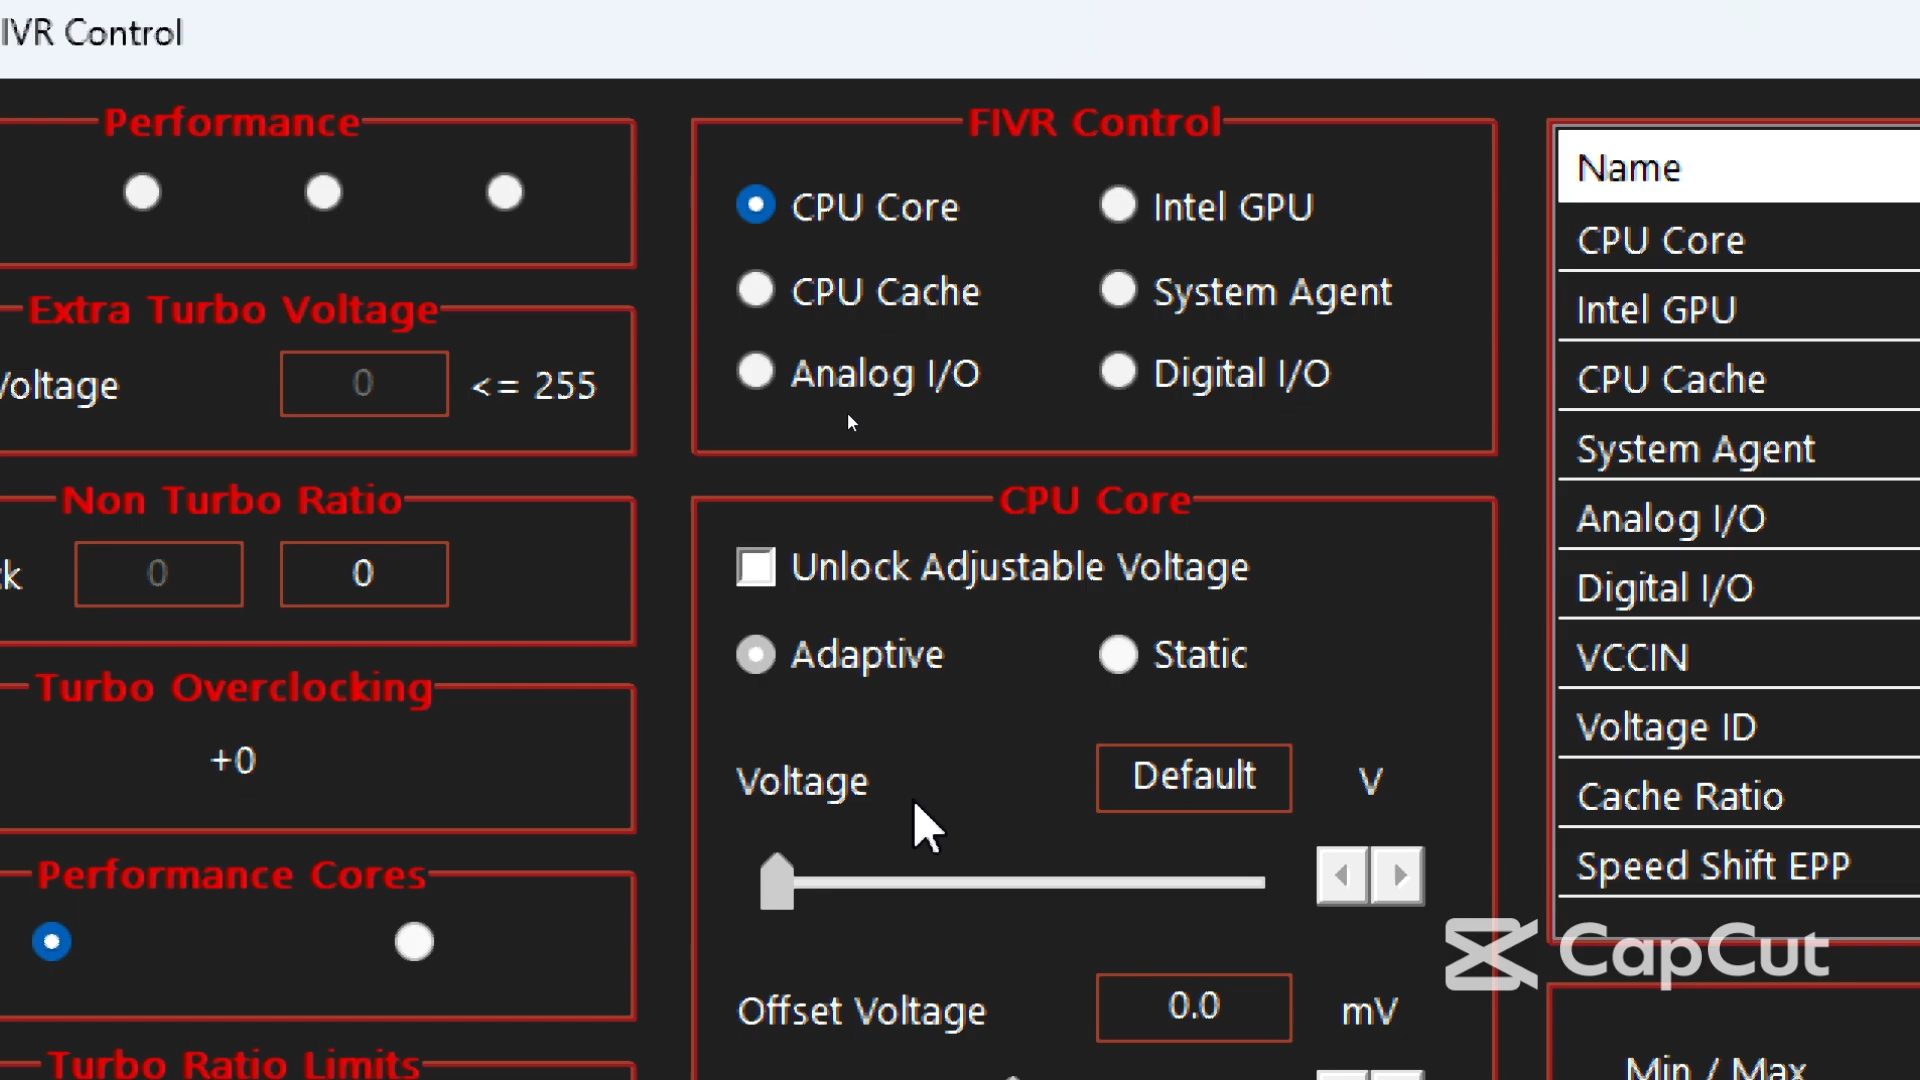 IVR Control
Performance
Extra Turbo Voltage
Voltage
0
<= 255
Non Turbo Ratio
k
0
0
Turbo Overclocking
+0
Performance Cores
Turbo Ratio Limits
FIVR Control
CPU Core
Intel GPU
CPU Cache
System Agent
Analog I/O
Digital I/O
CPU Core
Unlock Adjustable Voltage
Adaptive
Static
Voltage
Default
V
Offset Voltage
0.0
mV
Name
CPU Core
Intel GPU
CPU Cache
System Agent
Analog I/O
Digital I/O
VCCIN
Voltage ID
Cache Ratio
Speed Shift EPP
CapCut
Min / Max